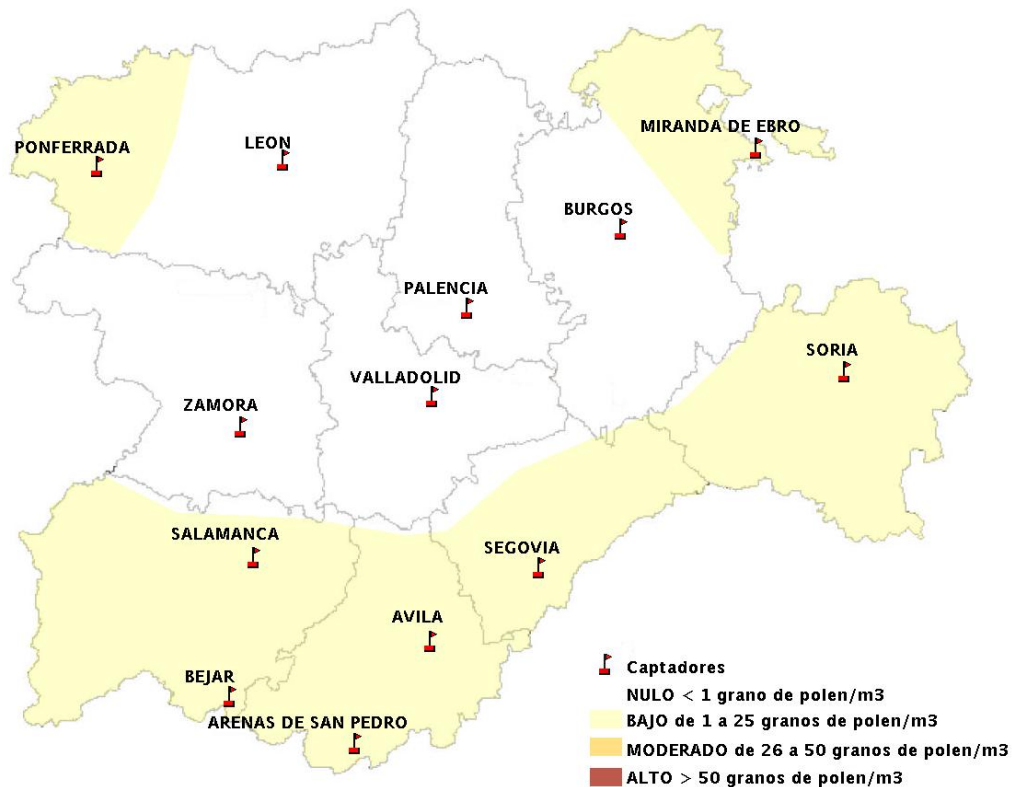 MIRANDA DE EBRO
PONFERRADA
LEON
BURGOS
PALENCIA
SORIA
VALLADOLID
ZAMORA
SALAMANCA
SEGOVIA
AVILA
BEJAR
ARENAS DE SAN PEDRO
Captadores
NULO < 1 grano de polen/m3
BAJO de 1 a 25 granos de polen/m3
MODERADO de 26 a 50 granos de polen/m3
ALTO > 50 granos de polen/m3